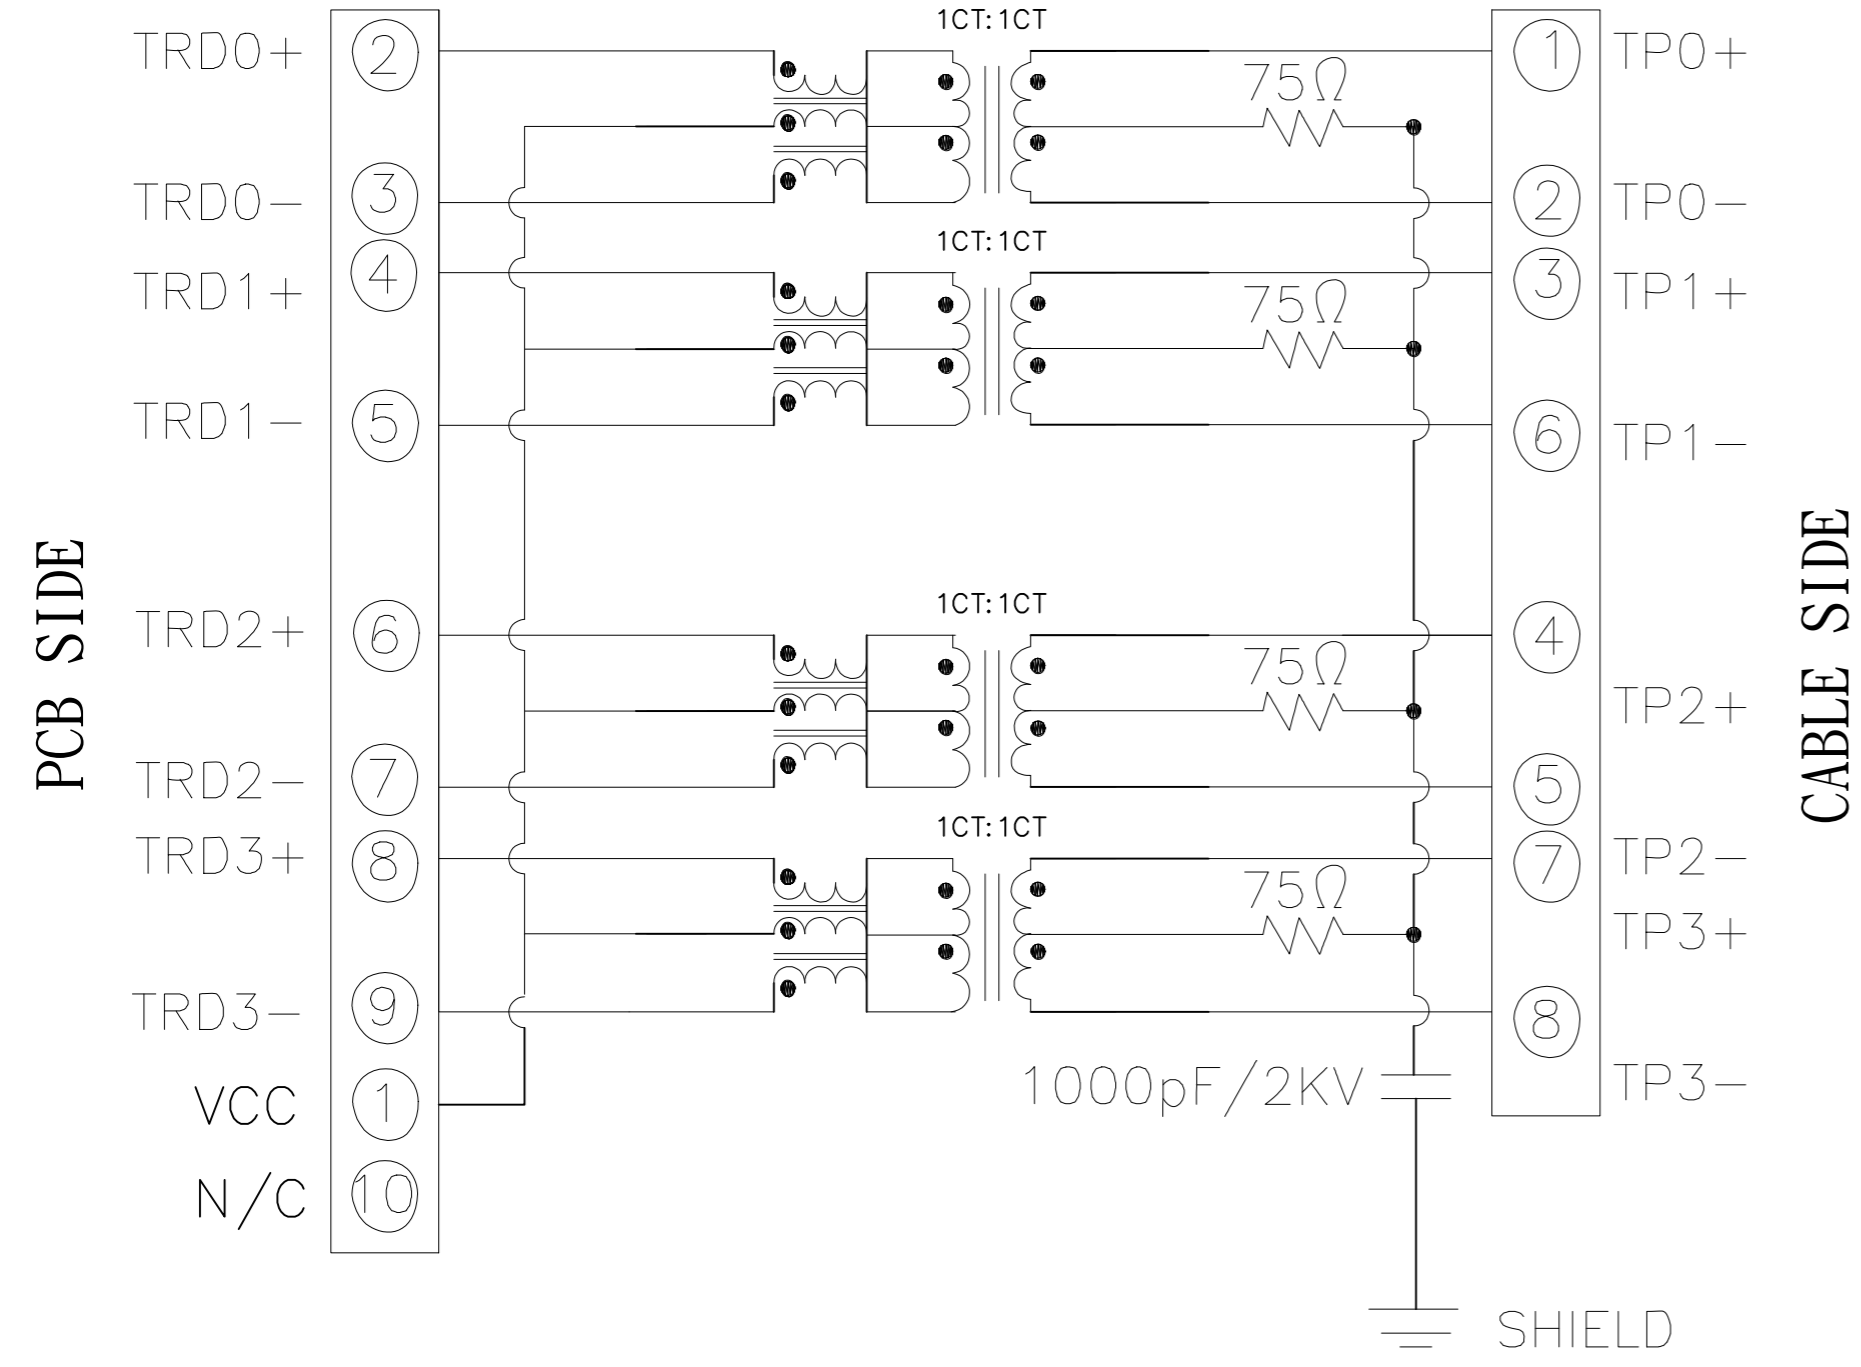 PCB SIDE
TRD0+
2
TRD0−
3
TRD1+
4
TRD1−
5
TRD2+
6
TRD2−
7
TRD3+
8
TRD3−
9
VCC
1
N/C
10
1CT:1CT
75Ω
1CT:1CT
75Ω
1CT:1CT
75Ω
1CT:1CT
75Ω
1000pF/2KV
SHIELD
1
TP0+
2
TP0−
3
TP1+
6
TP1−
4
TP2+
5
TP2−
7
TP3+
8
TP3−
CABLE SIDE